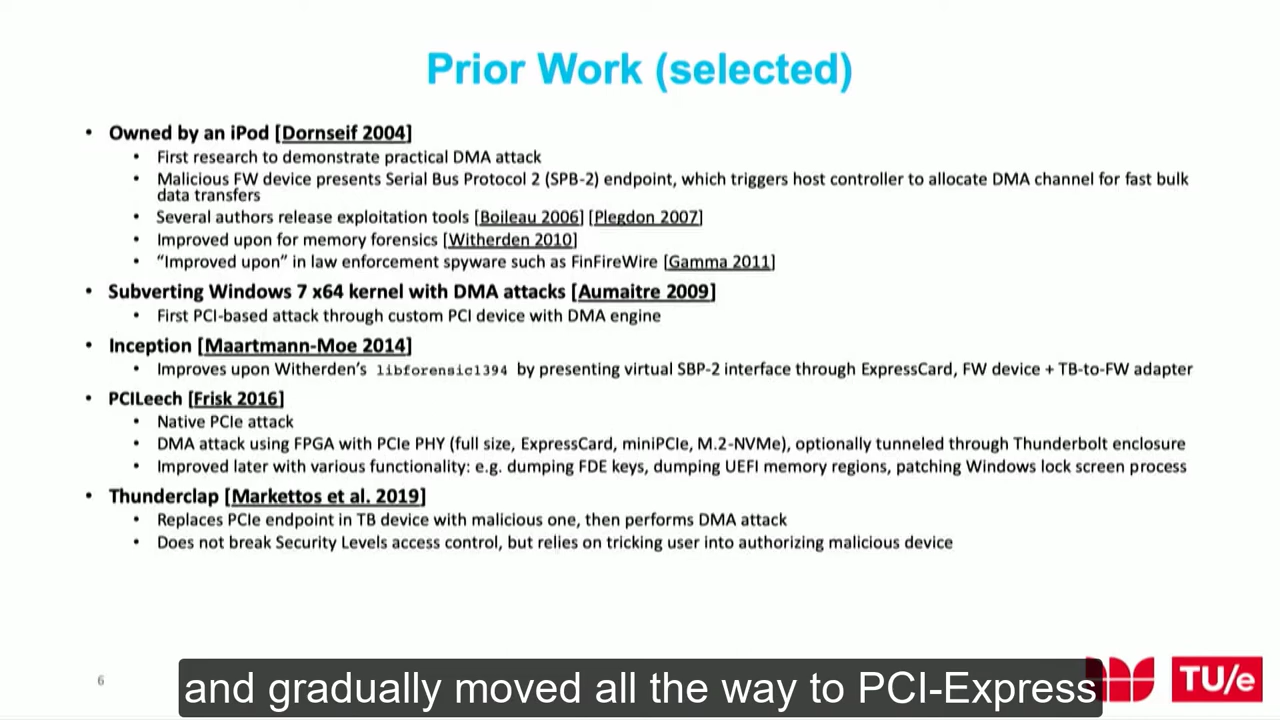 Prior Work (selected)
• Owned by an iPod [Dornseif 2004]
• First research to demonstrate practical DMA attack
• Malicious FW device presents Serial Bus Protocol 2 (SPB-2) endpoint, which triggers host controller to allocate DMA channel for fast bulk
data transfers
• Several authors release exploitation tools [Boileau 2006] [Plegdon 2007]
• Improved upon for memory forensics [Witherden 2010]
• “Improved upon” in law enforcement spyware such as FinFireWire [Gamma 2011]
• Subverting Windows 7 x64 kernel with DMA attacks [Aumaitre 2009]
• First PCI-based attack through custom PCI device with DMA engine
• Inception [Maartmann-Moe 2014]
• Improves upon Witherden’s libforensic1394 by presenting virtual SBP-2 interface through ExpressCard, FW device + TB-to-FW adapter
• PCILeech [Frisk 2016]
• Native PCIe attack
• DMA attack using FPGA with PCIe PHY (full size, ExpressCard, miniPCIe, M.2-NVMe), optionally tunneled through Thunderbolt enclosure
• Improved later with various functionality: e.g. dumping FDE keys, dumping UEFI memory regions, patching Windows lock screen process
• Thunderclap [Markettos et al. 2019]
• Replaces PCIe endpoint in TB device with malicious one, then performs DMA attack
• Does not break Security Levels access control, but relies on tricking user into authorizing malicious device
6
and gradually moved all the way to PCI-Express
TU/e